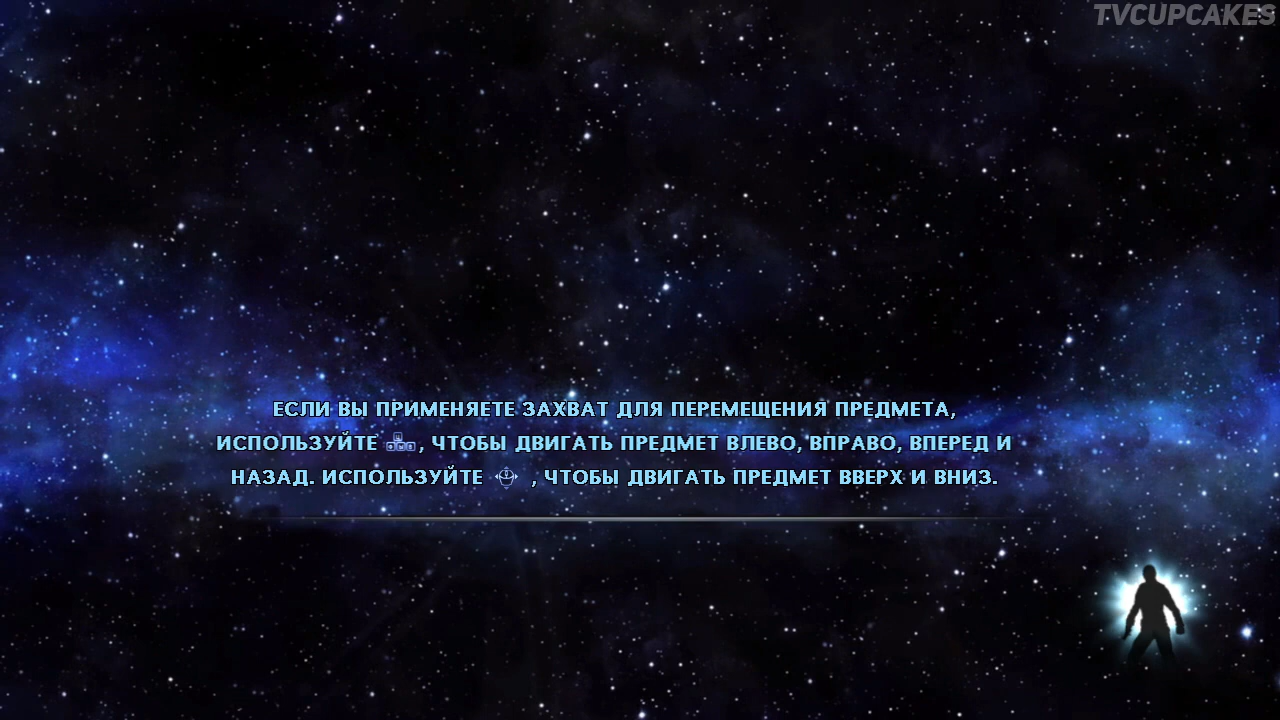 TVCUPCAKES
ЕСЛИ ВЫ ПРИМЕНЯЕТЕ ЗАХВАТ ДЛЯ ПЕРЕМЕЩЕНИЯ ПРЕДМЕТА,
ИСПОЛЬЗУЙТЕ , ЧТОБЫ ДВИГАТЬ ПРЕДМЕТ ВЛЕВО, ВПРАВО, ВПЕРЕД И
НАЗАД. ИСПОЛЬЗУЙТЕ , ЧТОБЫ ДВИГАТЬ ПРЕДМЕТ ВВЕРХ И ВНИЗ.